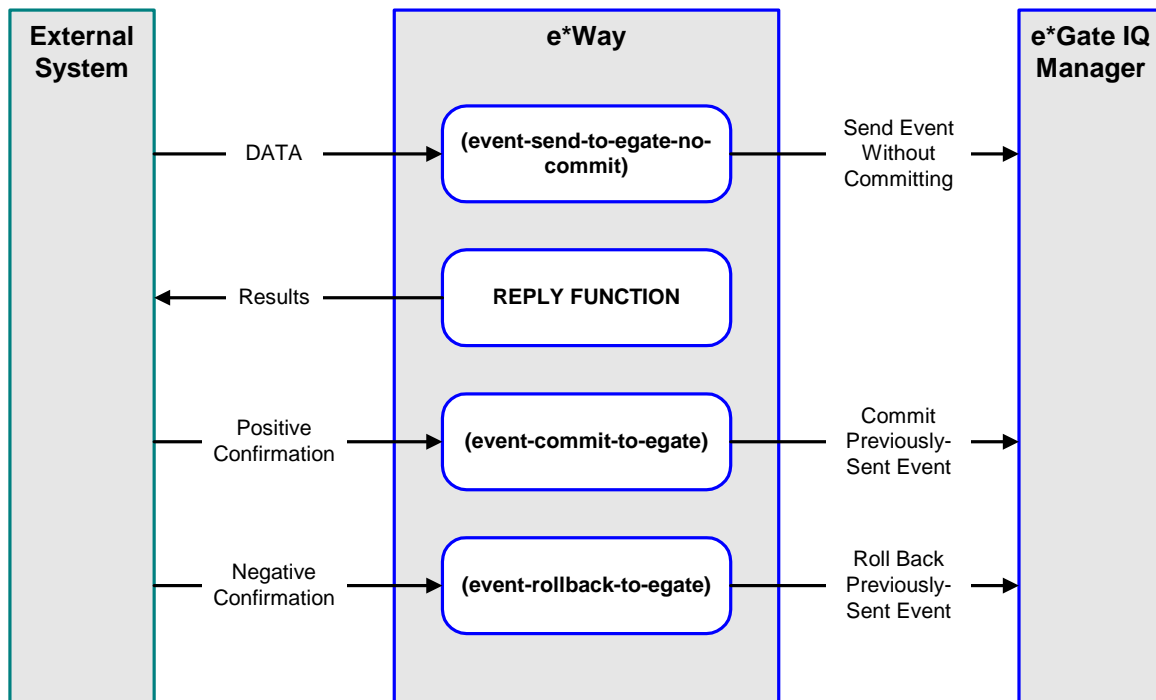 External
System
e*Way
e*Gate IQ
Manager
DATA
(event-send-to-egate-no-
commit)
Send Event
Without
Committing
Results
REPLY FUNCTION
Positive
Confirmation
(event-commit-to-egate)
Commit
Previously-
Sent Event
Negative
Confirmation
(event-rollback-to-egate)
Roll Back
Previously-
Sent Event